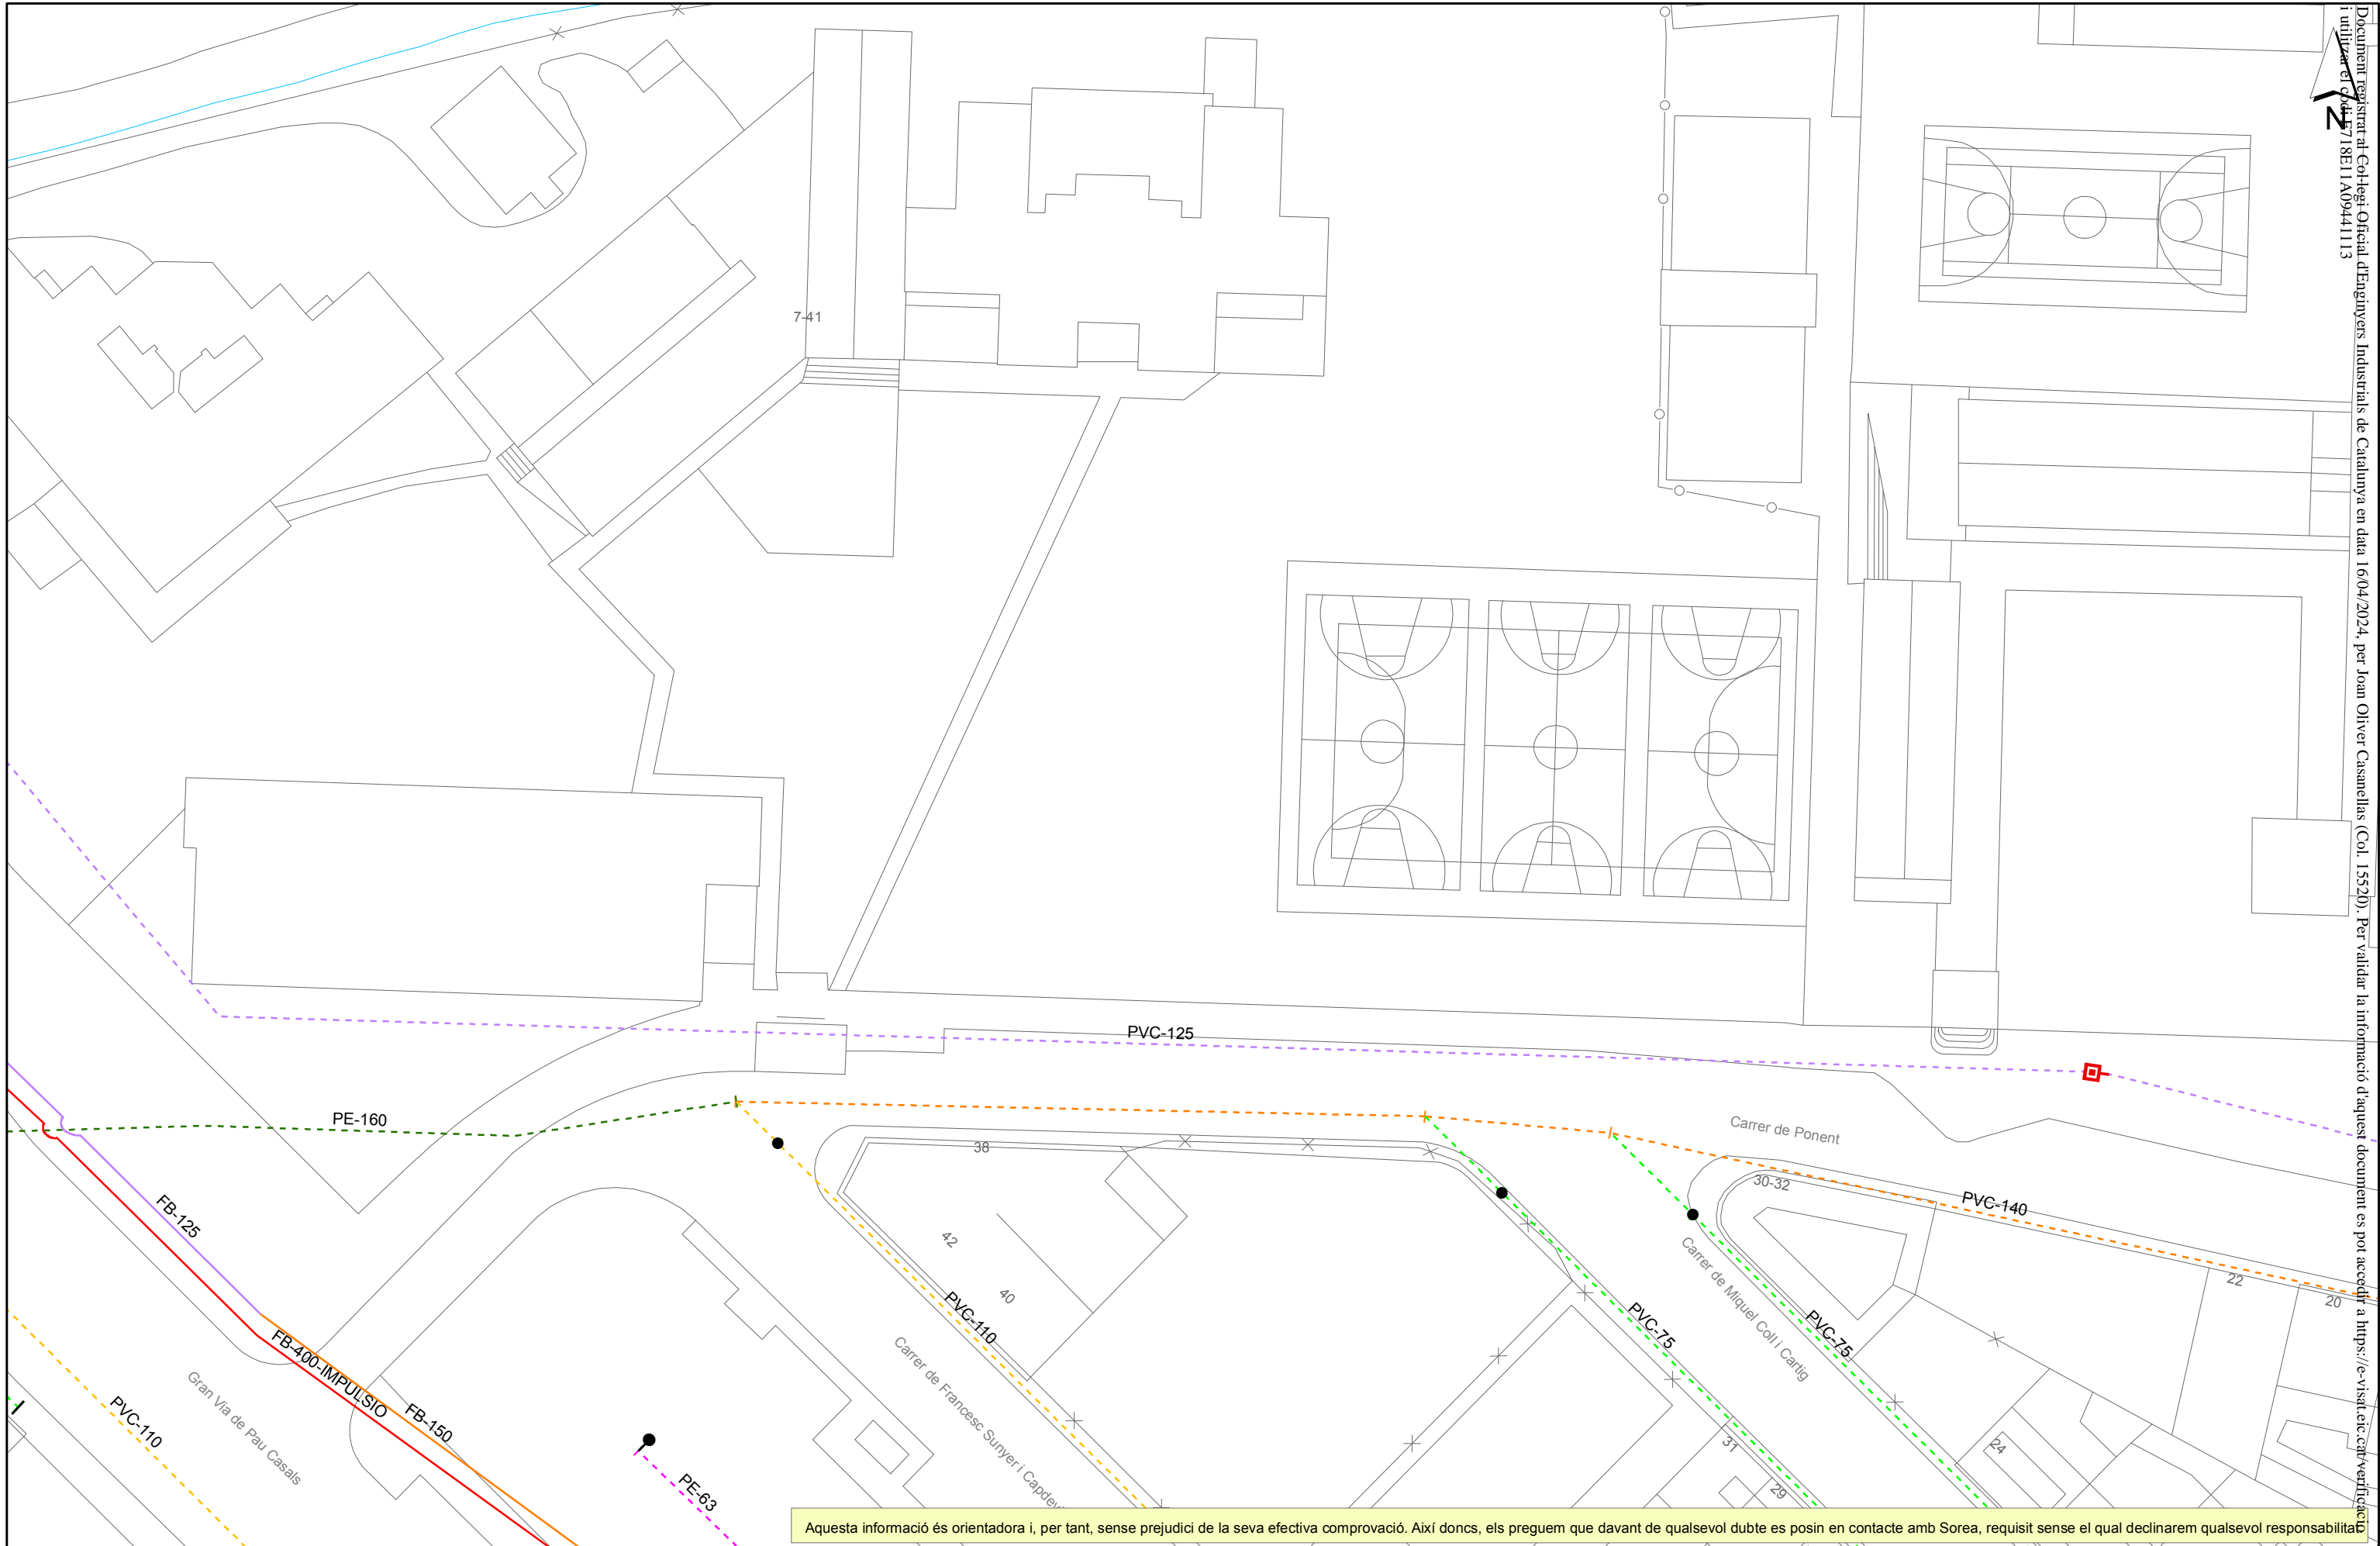 Document registrat al Col·legi Oficial d'Enginyers Industrials de Catalunya en data 16/04/2024, per Joan Oliver Casanellas (Col. 15520). Per validar la informació d'aquest document es pot accedir a https://e-visat.eic.cat/verificacio
i utilitzar el codi E718E11A09441113
N
7-41
PVC-125
PE-160
Carrer de Ponent
38
30-32
PVC-140
FB-125
42
40
PVC-110
PVC-75
Carrer de Miquel Coll i Cartig
PVC-75
22
20
FB-400-IMPULSIO
FB-150
Gran Via de Pau Casals
PVC-110
Carrer de Francesc Sunyer i Capdevi
PE-63
31
29
24
Aquesta informació és orientadora i, per tant, sense prejudici de la seva efectiva comprovació. Així doncs, els preguem que davant de qualsevol dubte es posin en contacte amb Sorea, requisit sense el qual declinarem qualsevol responsabilitat.